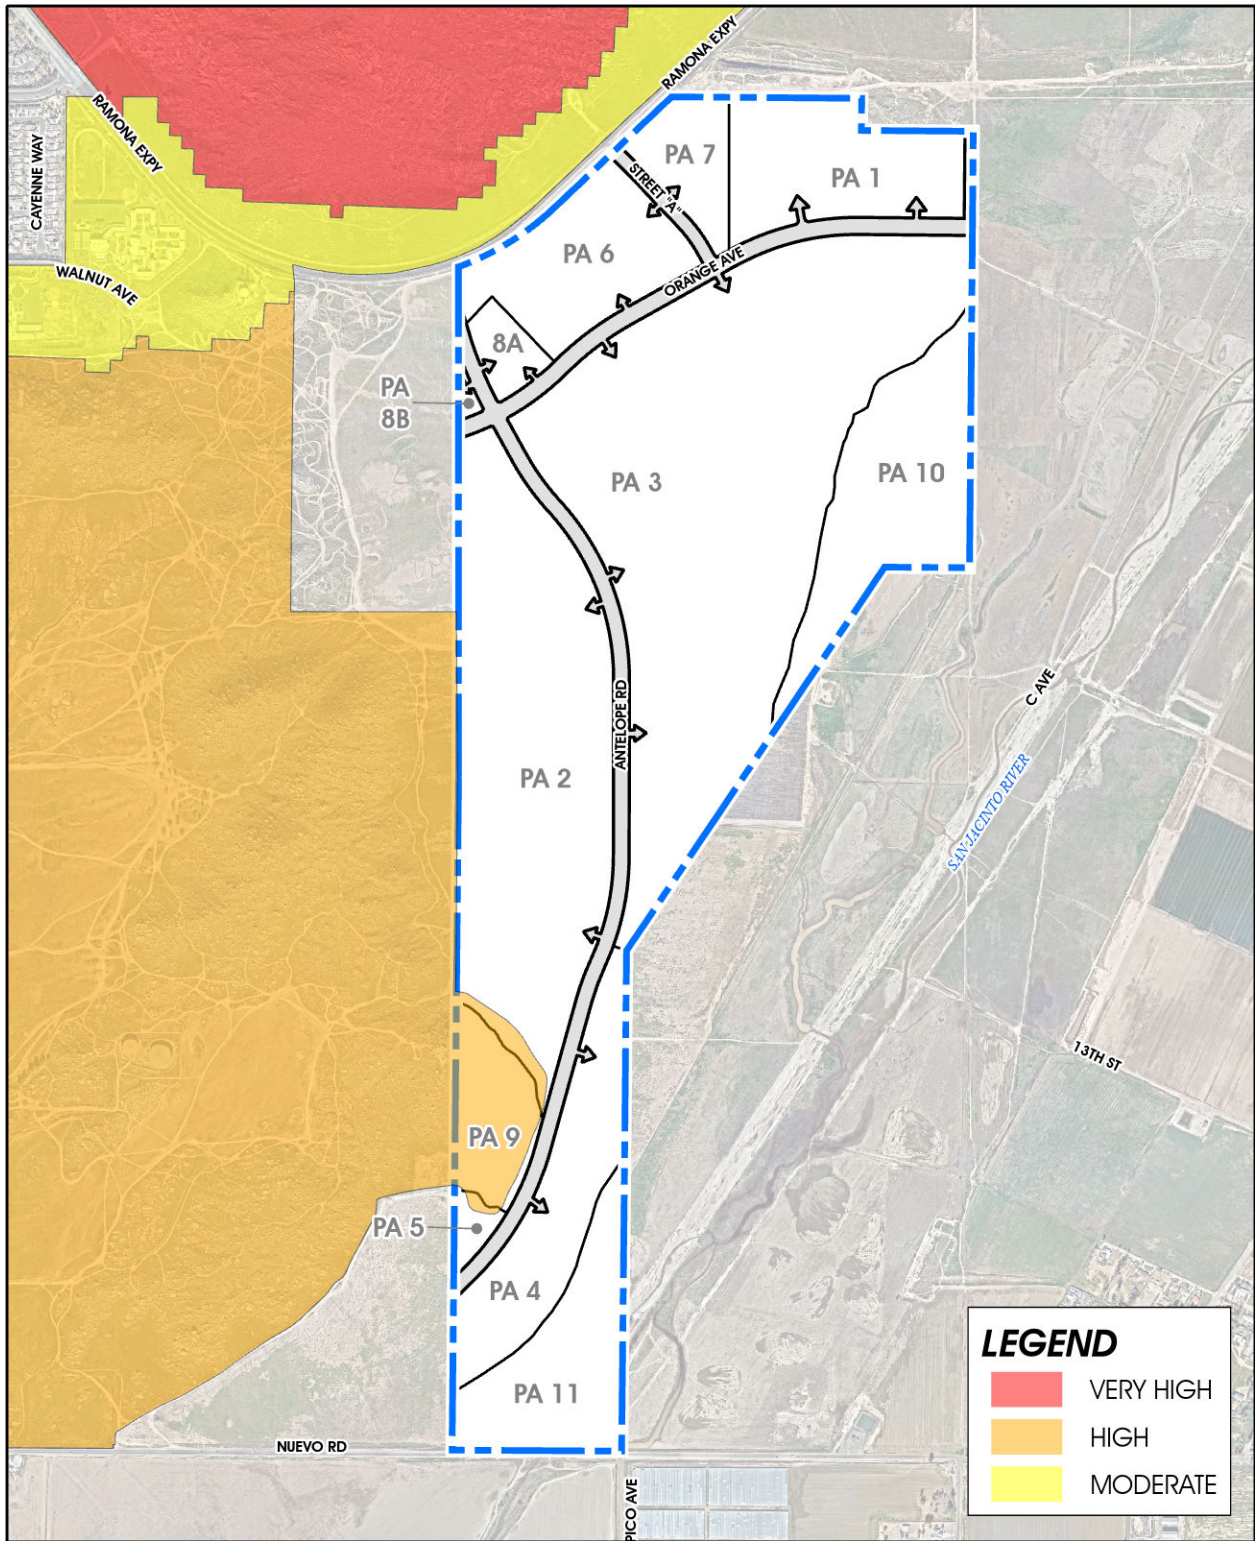 RAMONA EXPY
RAMONA EXPY
CAYENNE WAY
WALNUT AVE
PA 7
PA 1
STREET "A"
PA 6
ORANGE AVE
8A
PA
8B
PA 3
PA 10
ANTELOPE RD
C AVE
PA 2
SAN JACINTO RIVER
13TH ST
PA 9
PA 5
PA 4
PA 11
NUEVO RD
PICO AVE
LEGEND
VERY HIGH
HIGH
MODERATE